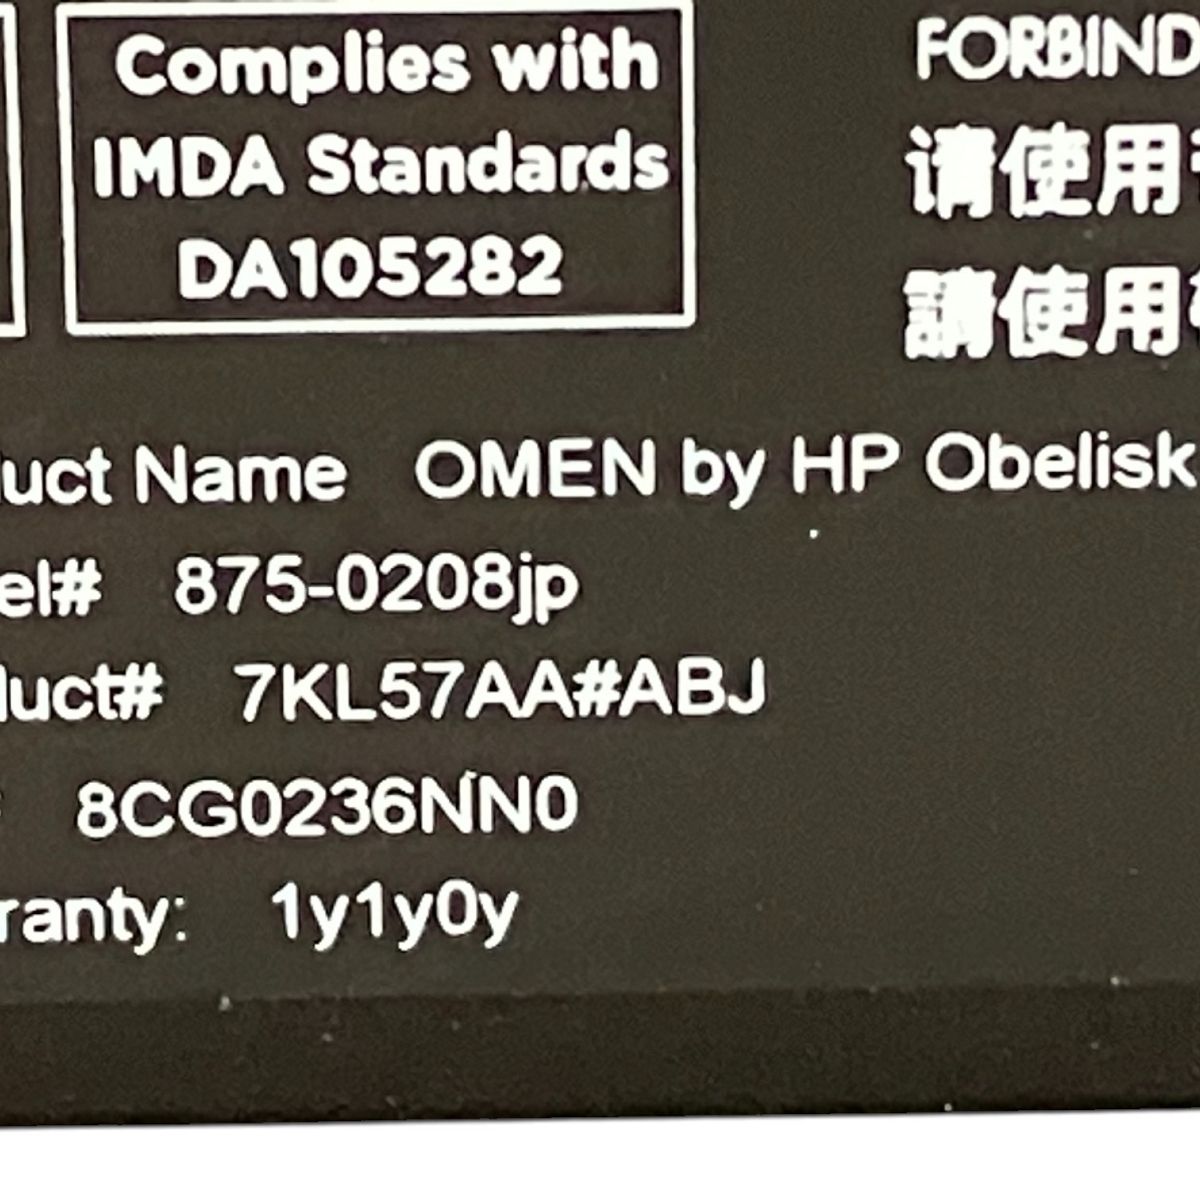 Complies with
IMDA Standards
DA105282
FORBIND
请使用
請使用
uct Name OMEN by HP Obelisk
el# 875-0208jp
duct# 7KL57AA#ABJ
8CG0236NN0
ranty: 1y1y0y